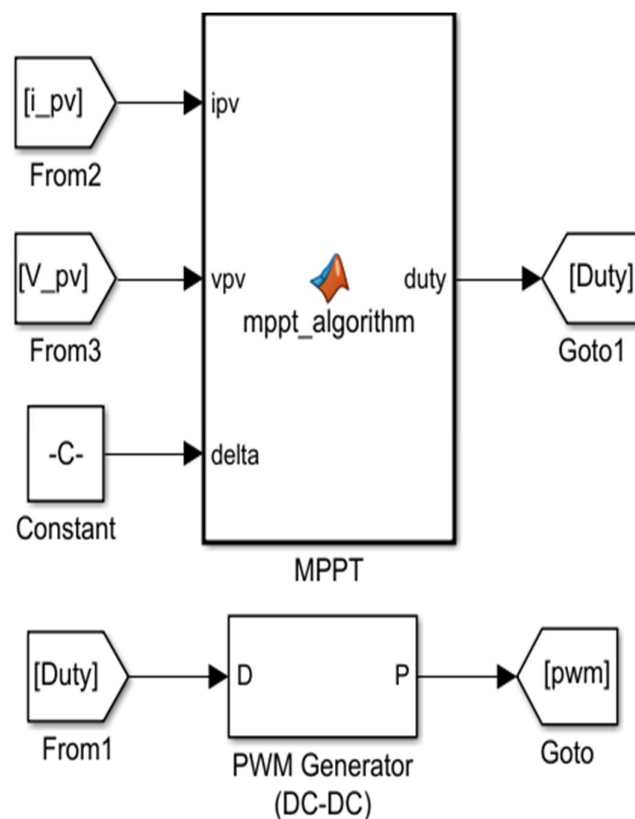 [i_pv]
From2
ipv
[V_pv]
From3
vpv
duty
mppt_algorithm
[Duty]
Goto1
-C-
Constant
delta
MPPT
[Duty]
From1
D
P
PWM Generator
(DC-DC)
[pwm]
Goto